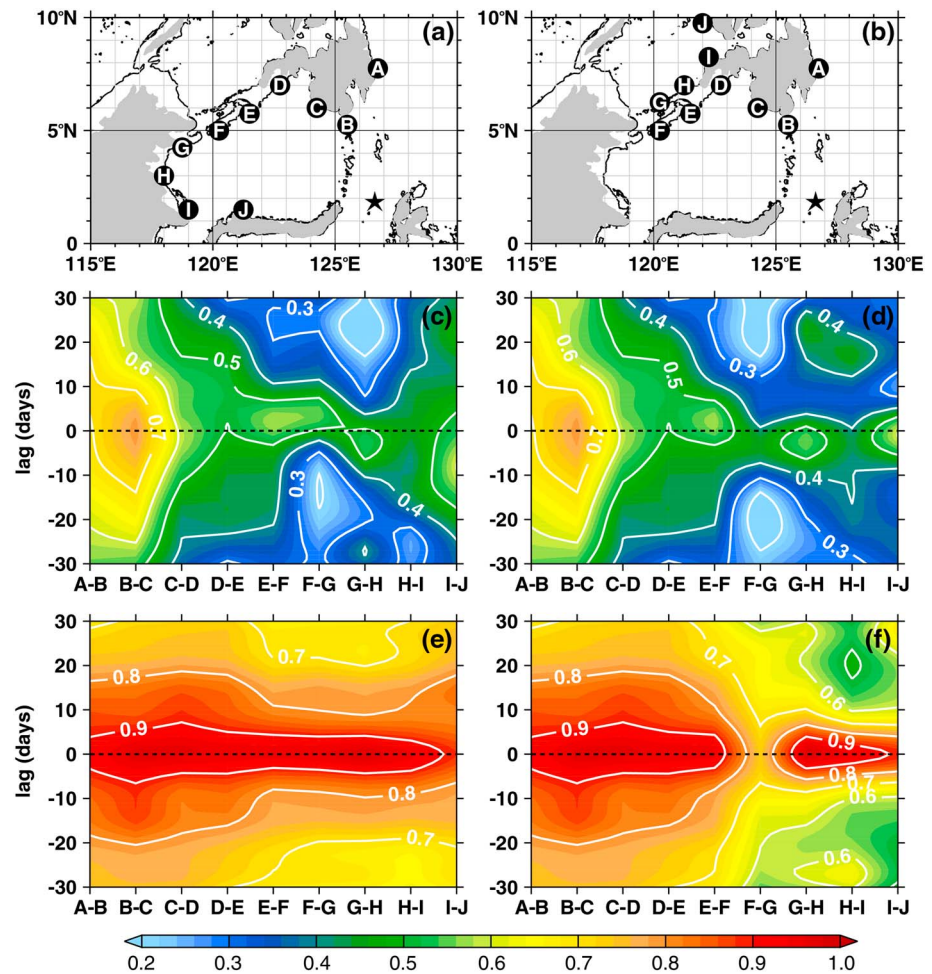 10°N
(a)
(b)
A
D
C
E
B
F
G
H
I
J
J
I
A
H
D
G
E
C
B
F
5°N
0
115°E
120°E
125°E
130°E
115°E
120°E
125°E
130°E
30
20
10
0
-10
-20
-30
lag (days)
(c)
0.3
0.4
0.5
0.6
0.7
0.3
0.4
A-B B-C C-D D-E E-F F-G G-H H-I I-J
30
20
10
0
-10
-20
-30
lag (days)
(d)
0.4
0.3
0.4
0.5
0.6
0.7
0.4
0.3
A-B B-C C-D D-E E-F F-G G-H H-I I-J
30
20
10
0
-10
-20
-30
lag (days)
(e)
0.7
0.8
0.9
0.8
0.7
A-B B-C C-D D-E E-F F-G G-H H-I I-J
30
20
10
0
-10
-20
-30
lag (days)
(f)
0.7
0.8
0.6
0.9
0.9
0.8
0.7
0.6
0.6
A-B B-C C-D D-E E-F F-G G-H H-I I-J
0.2 0.3 0.4 0.5 0.6 0.7 0.8 0.9 1.0